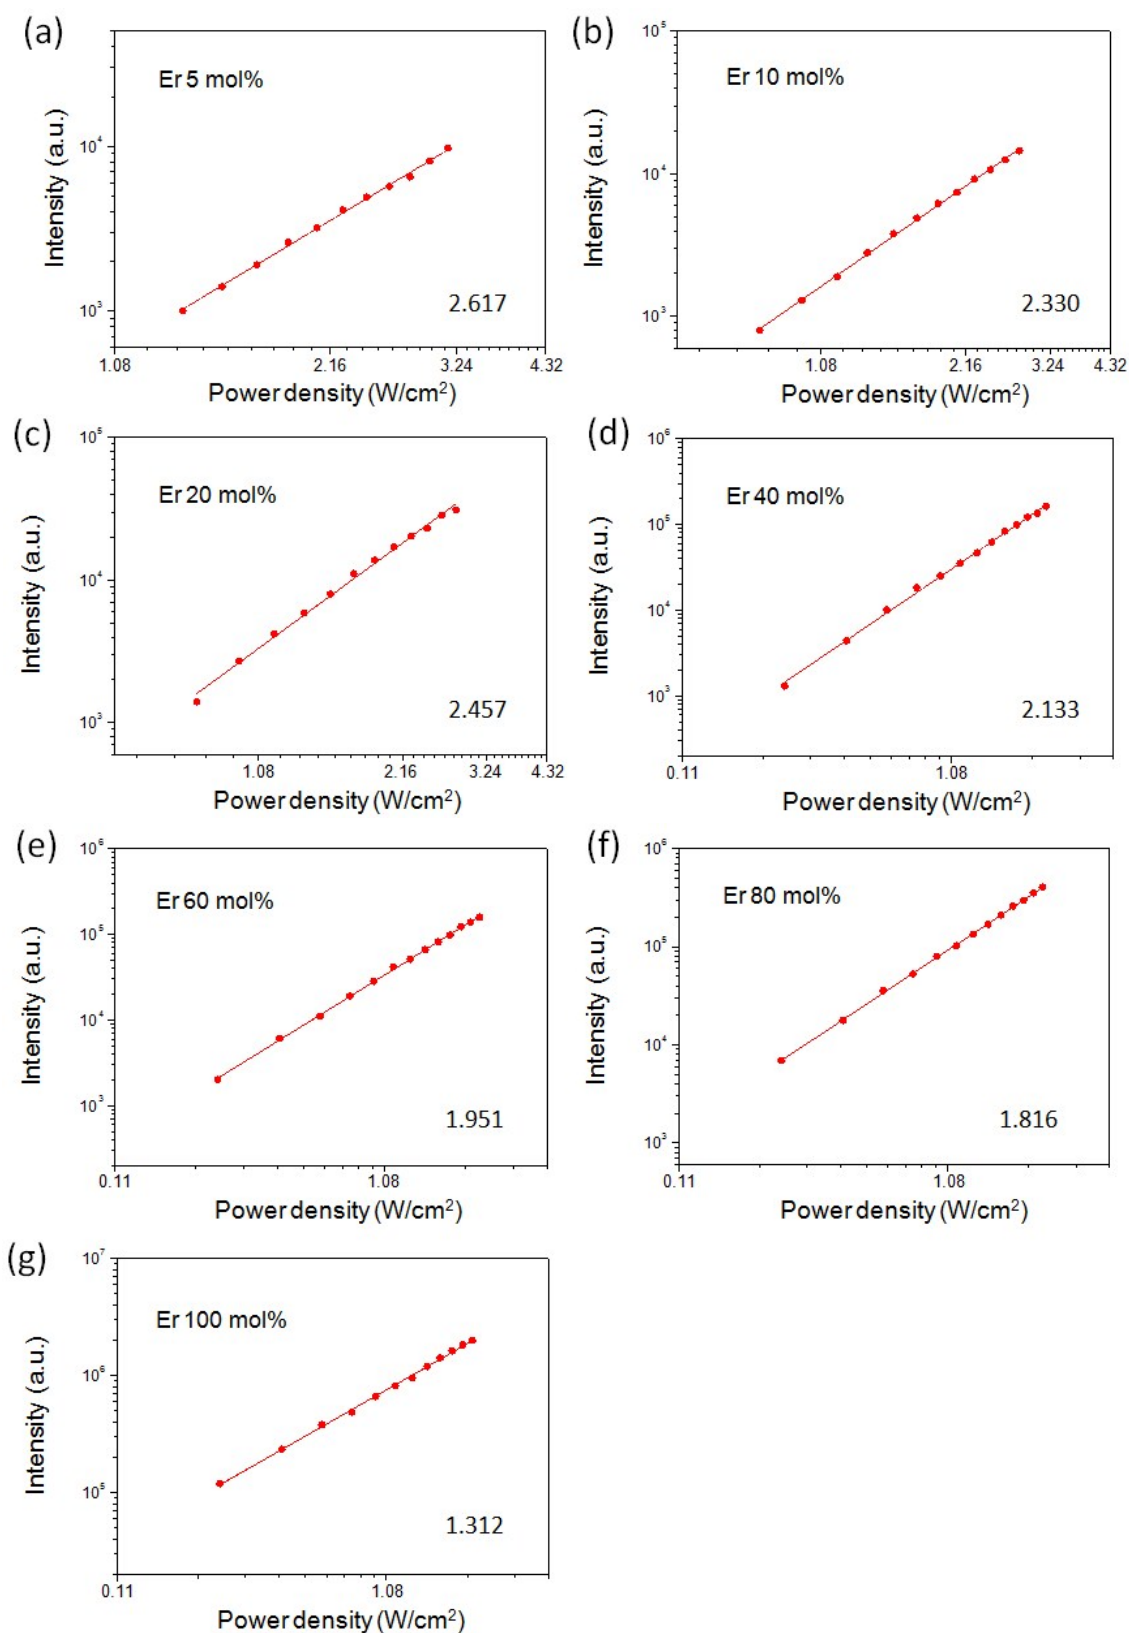 (a)
Er 5 mol%
Intensity (a.u.)
10⁴
10³
2.617
1.08
2.16
3.24
4.32
Power density (W/cm²)
(b)
Er 10 mol%
Intensity (a.u.)
10⁵
10⁴
10³
2.330
1.08
2.16
3.24
4.32
Power density (W/cm²)
(c)
Er 20 mol%
Intensity (a.u.)
10⁵
10⁴
10³
2.457
1.08
2.16
3.24
4.32
Power density (W/cm²)
(d)
Er 40 mol%
Intensity (a.u.)
10⁶
10⁵
10⁴
10³
2.133
0.11
1.08
Power density (W/cm²)
(e)
Er 60 mol%
Intensity (a.u.)
10⁶
10⁵
10⁴
10³
1.951
0.11
1.08
Power density (W/cm²)
(f)
Er 80 mol%
Intensity (a.u.)
10⁶
10⁵
10⁴
10³
1.816
0.11
1.08
Power density (W/cm²)
(g)
Er 100 mol%
Intensity (a.u.)
10⁷
10⁶
10⁵
1.312
0.11
1.08
Power density (W/cm²)